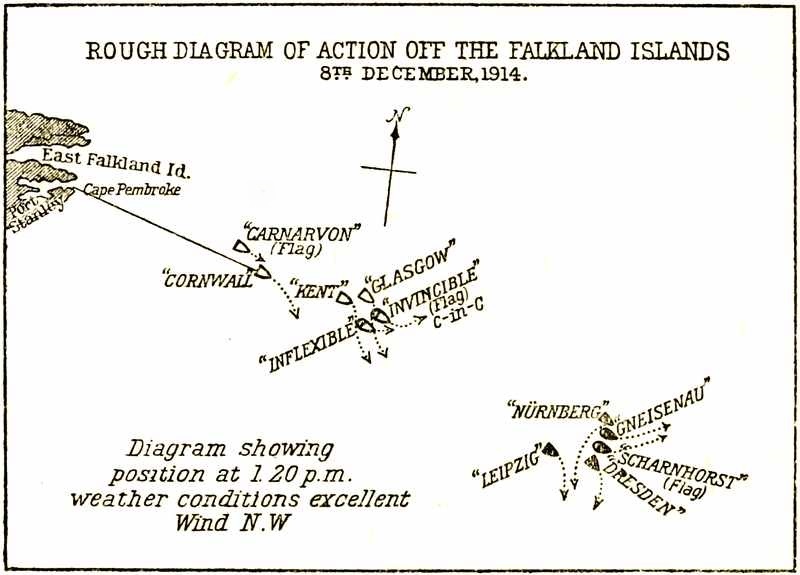 ROUGH DIAGRAM OF ACTION OFF THE FALKLAND ISLANDS
8TH DECEMBER, 1914.
N
East Falkland Id.
Cape Pembroke
Port
Stanley
"CARNARVON"
(Flag)
"CORNWALL"
"KENT"
"GLASGOW"
"INVINCIBLE"
(Flag)
C-in-C
"INFLEXIBLE"
"NÜRNBERG"
"GNEISENAU"
"LEIPZIG"
"SCHARNHORST"
(Flag)
"DRESDEN"
Diagram showing
position at 1.20 p.m.
weather conditions excellent
Wind N.W